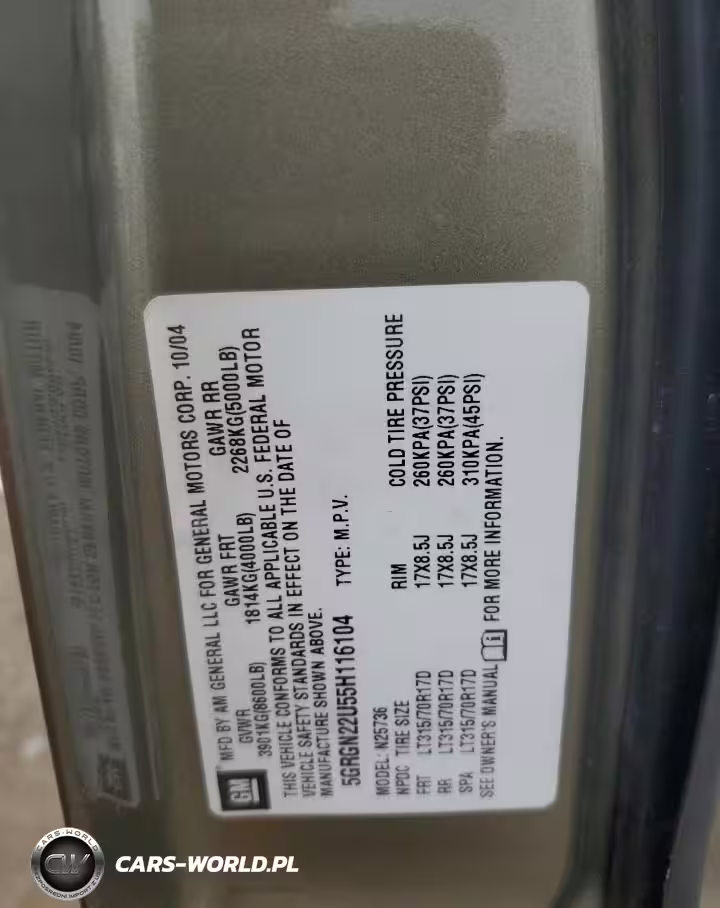 GM
MFD BY AM GENERAL LLC FOR GENERAL MOTORS CORP. 10/04
GVWR GAWR FRT GAWR RR
3901KG(8600LB) 1814KG(4000LB) 2268KG(5000LB)
THIS VEHICLE CONFORMS TO ALL APPLICABLE U.S. FEDERAL MOTOR
VEHICLE SAFETY STANDARDS IN EFFECT ON THE DATE OF
MANUFACTURE SHOWN ABOVE.
5GRGN22U55H116104 TYPE: M.P.V.
MODEL: N25736
NPDC TIRE SIZE RIM COLD TIRE PRESSURE
FRT LT315/70R17D 17X8.5J 260KPA(37PSI)
RR LT315/70R17D 17X8.5J 260KPA(37PSI)
SPA LT315/70R17D 17X8.5J 310KPA(45PSI)
SEE OWNER'S MANUAL FOR MORE INFORMATION.
CARS-WORLD
CW
CARS-WORLD.PL